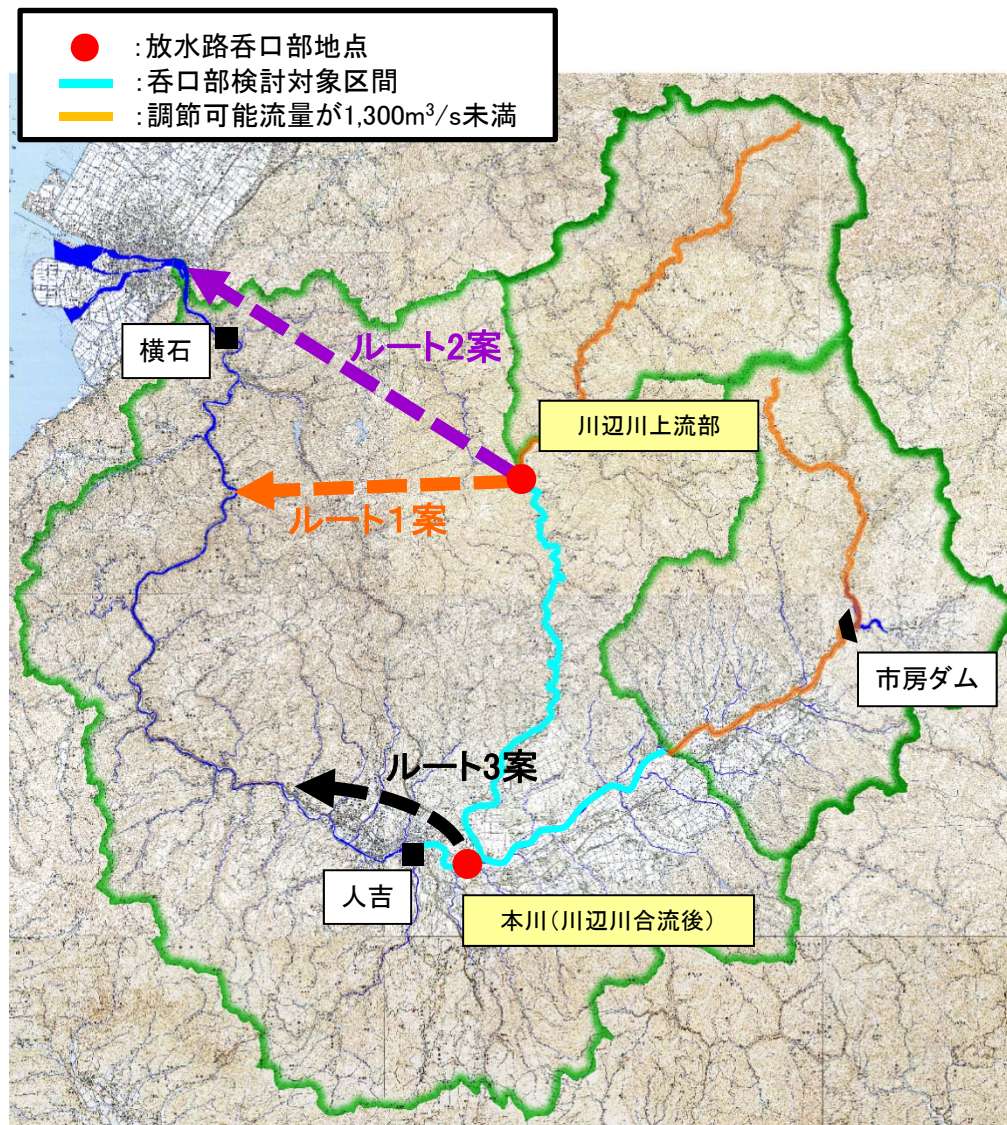 :放水路呑口部地点
:呑口部検討対象区間
:調節可能流量が1,300m³/s未満
横石
ルート2案
川辺川上流部
ルート1案
市房ダム
ルート3案
人吉
本川(川辺川合流後)